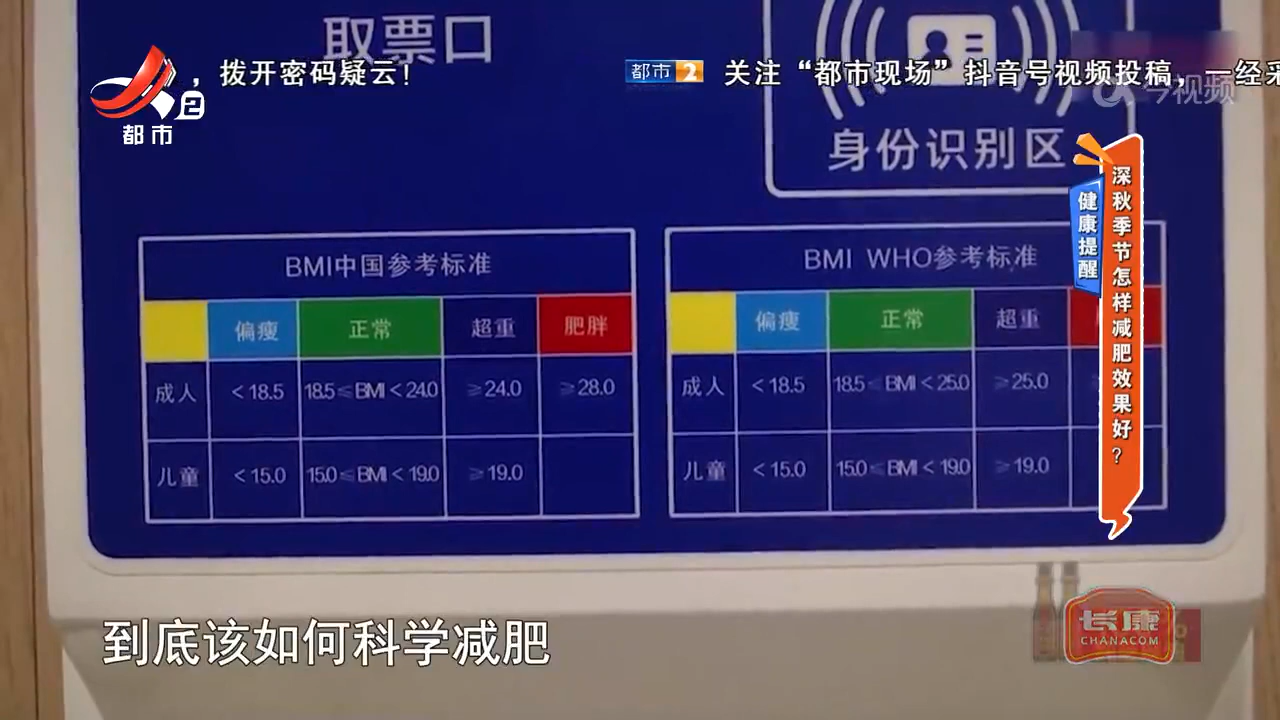 取票口
，拨开密码疑云！
都市2
关注“都市现场”抖音号视频投稿，一经采
2
都市
今视频
身份识别区
健康提醒
深秋季节怎样减肥效果好？
BMI中国参考标准
偏瘦 正常 超重 肥胖
成人 <18.5 18.5≤BMI<24.0 ≥24.0 ≥28.0
儿童 <15.0 15.0≤BMI<19.0 ≥19.0
BMI WHO参考标准
偏瘦 正常 超重
成人 <18.5 18.5≤BMI<25.0 ≥25.0
儿童 <15.0 15.0≤BMI<19.0 ≥19.0
到底该如何科学减肥
长康
CHANACOM